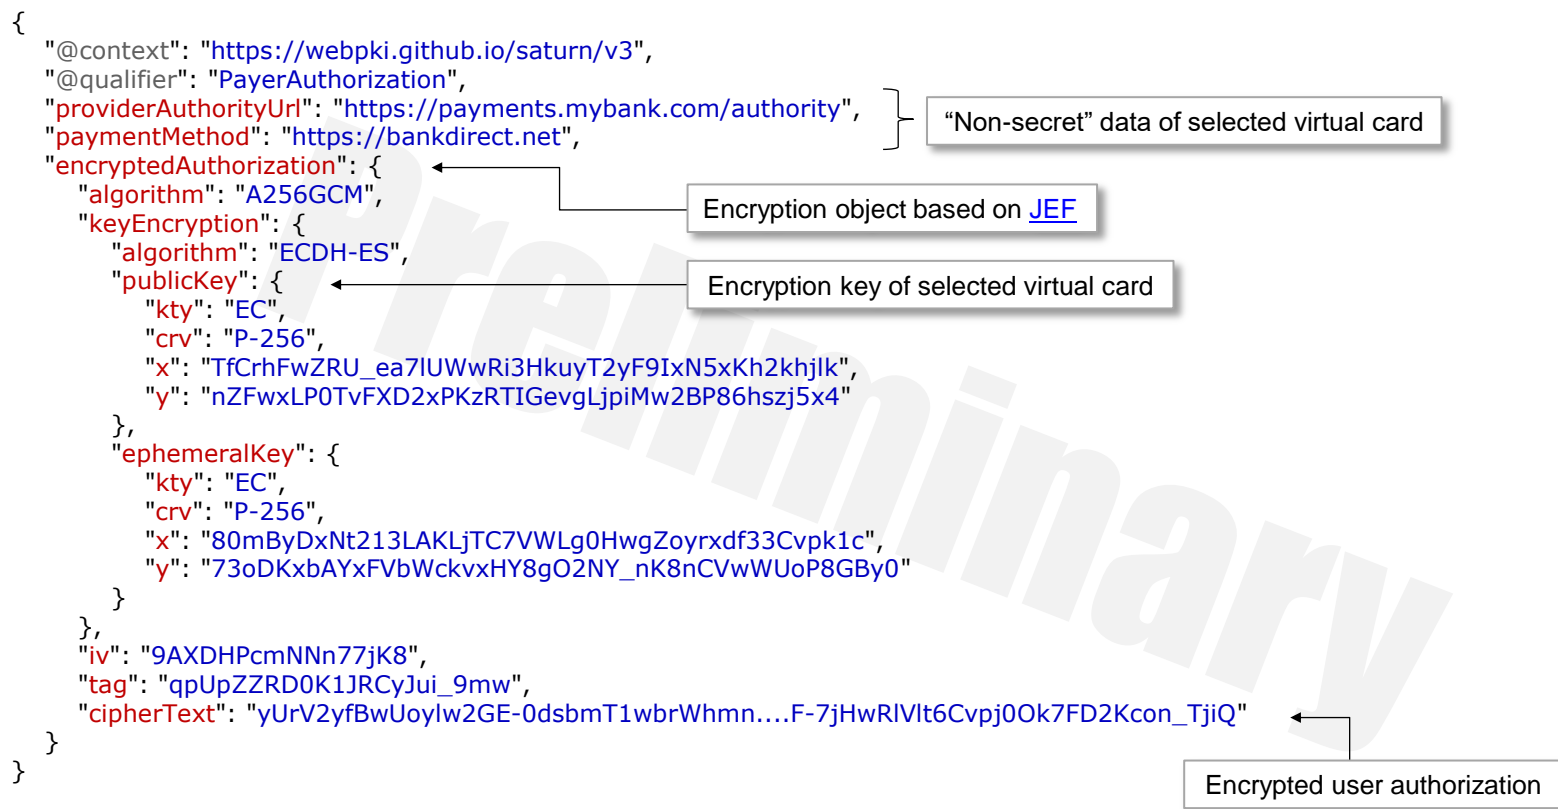 {
"@context": "https://webpki.github.io/saturn/v3",
"@qualifier": "PayerAuthorization",
"providerAuthorityUrl": "https://payments.mybank.com/authority",
"paymentMethod": "https://bankdirect.net",
“Non-secret” data of selected virtual card
"encryptedAuthorization": {
"algorithm": "A256GCM",
Encryption object based on JEF
"keyEncryption": {
"algorithm": "ECDH-ES",
"publicKey": {
Encryption key of selected virtual card
"kty": "EC",
"crv": "P-256",
"x": "TfCrhFwZRU_ea7lUWwRi3HkuyT2yF9IxN5xKh2khjlk",
"y": "nZFwxLP0TvFXD2xPKzRTIGevgLjpiMw2BP86hszj5x4"
},
"ephemeralKey": {
"kty": "EC",
"crv": "P-256",
"x": "80mByDxNt213LAKLjTC7VWLg0HwgZoyrxdf33Cvpk1c",
"y": "73oDKxbAYxFVbWckvxHY8gO2NY_nK8nCVwWUoP8GBy0"
}
},
"iv": "9AXDHPcmNNn77jK8",
"tag": "qpUpZZRD0K1JRCyJui_9mw",
"cipherText": "yUrV2yfBwUoylw2GE-0dsbmT1wbrWhmn....F-7jHwRlVlt6Cvpj0Ok7FD2Kcon_TjiQ"
}
}
Encrypted user authorization
Preliminary